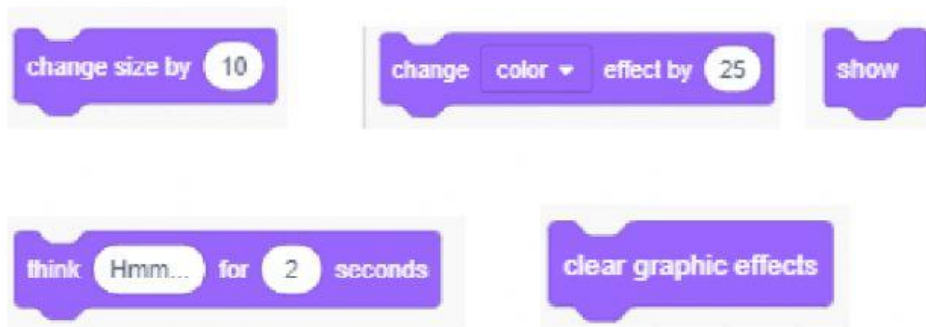 change size by 10
change color effect by 25
show
think Hmm... for 2 seconds
clear graphic effects